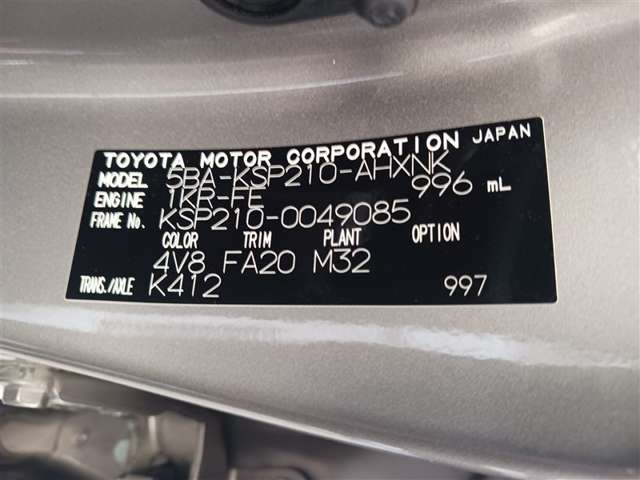 TOYOTA MOTOR CORPORATION JAPAN
MODEL 5BA-KSP210-AHXNK
ENGINE 1KR-FE 996 mL
FRAME No. KSP210-0049085
COLOR TRIM PLANT OPTION
4V8 FA20 M32
TRANS./AXLE K412 997